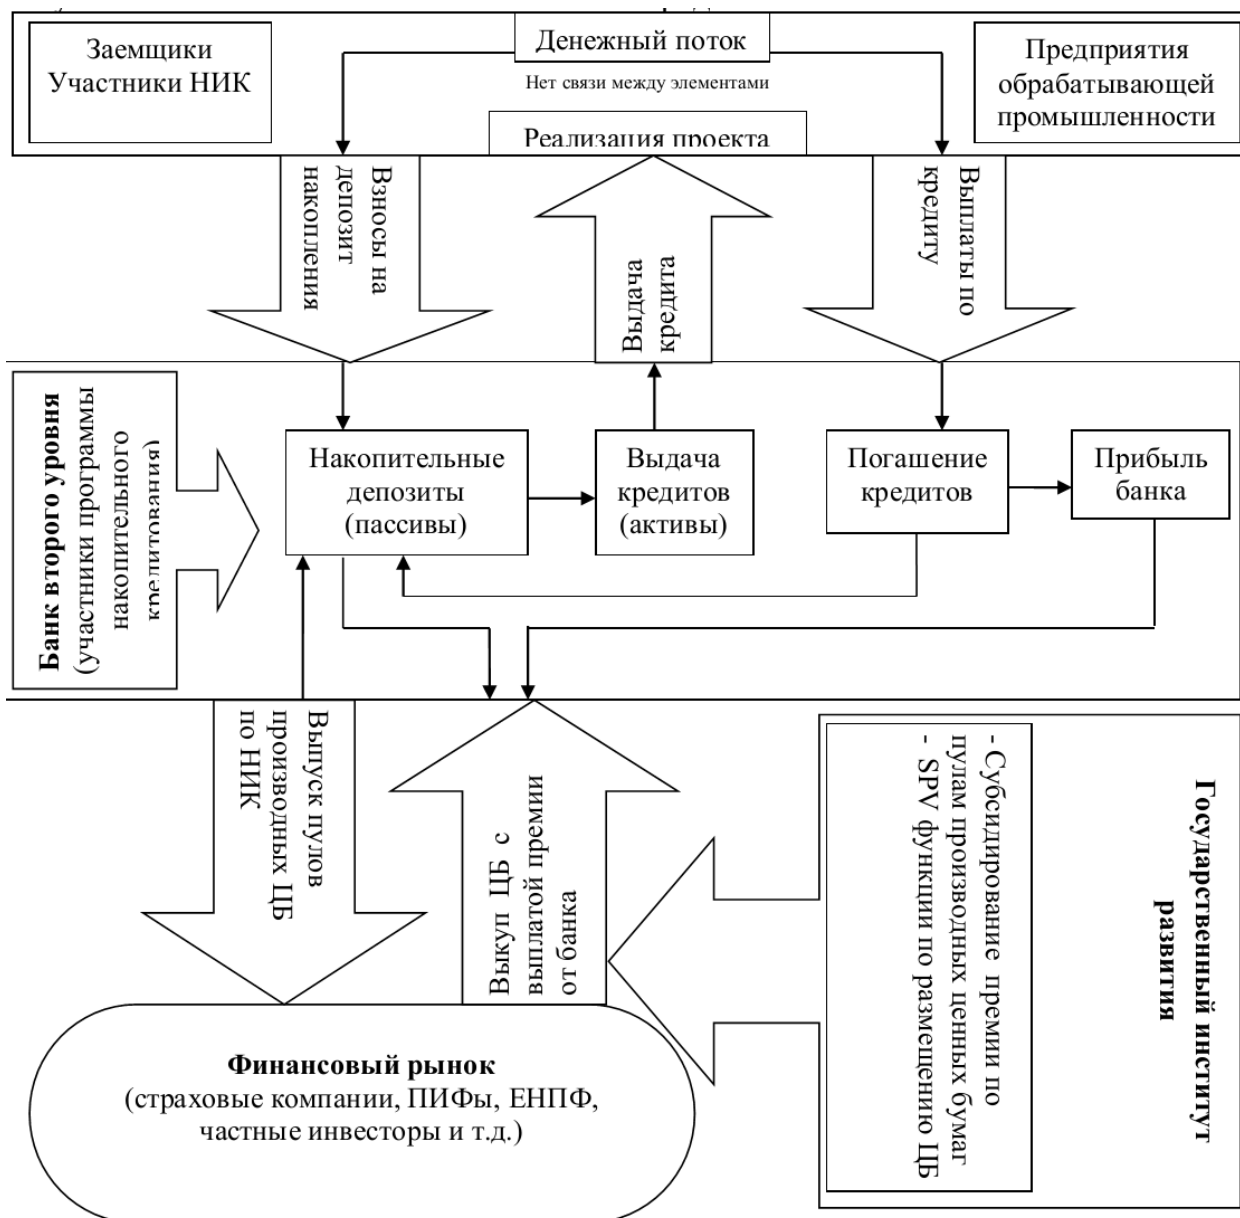 Заемщики
Участники НИК
Денежный поток
Нет связи между элементами
Реализация проекта
Предприятия
обрабатывающей
промышленности
Взносы на
депозит
накопления
Выдача
кредита
Выплаты по
кредиту
Банк второго уровня
(участники программы
накопительного
кредитования)
Накопительные
депозиты
(пассивы)
Выдача
кредитов
(активы)
Погашение
кредитов
Прибыль
банка
Выпуск пулов
производных ЦБ
по НИК
Выкуп ЦБ с
выплатой премии
от банка
- Субсидирование премии по
пулам производных ценных бумаг
- SPV функции по размещению ЦБ
Государственный институт
развития
Финансовый рынок
(страховые компании, ПИФы, ЕНПФ,
частные инвесторы и т.д.)